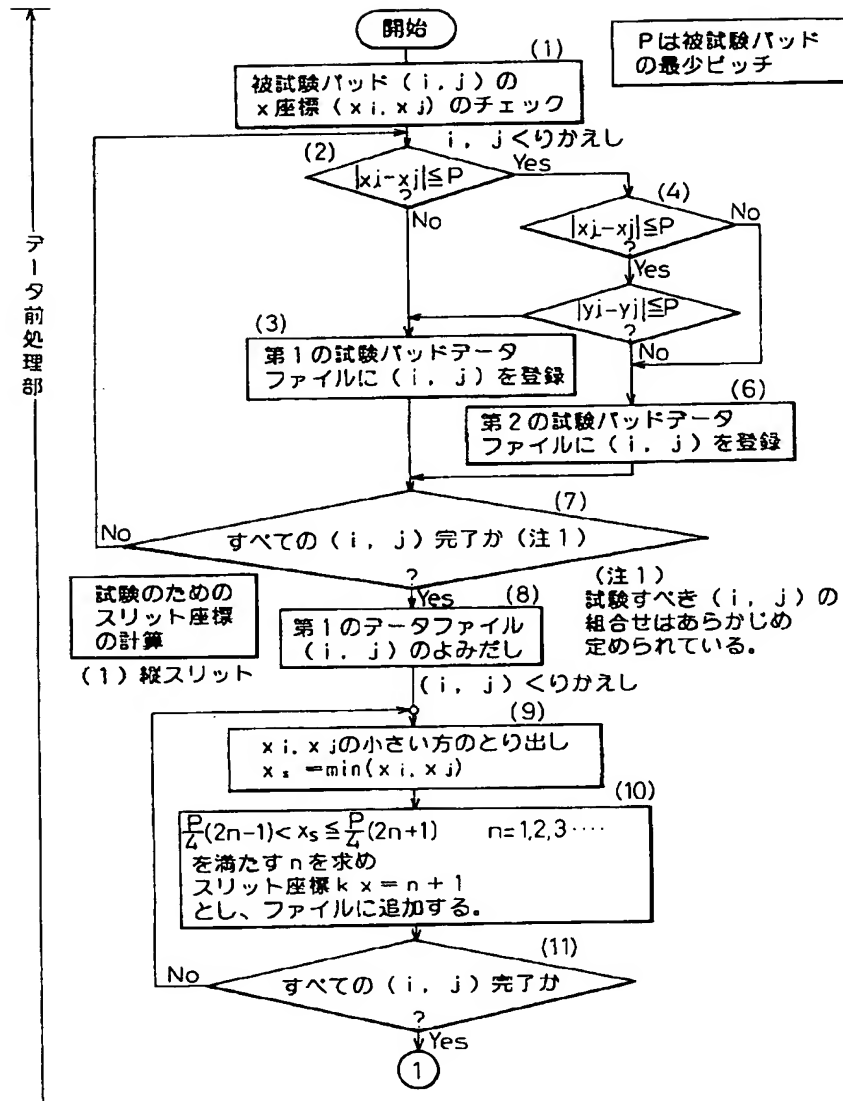 開始
Pは被試験パッド
の最少ピッチ
(1)
被試験パッド(i,j)の
x座標(xi,xj)のチェック
i,jくりかえし
(2)
|xi-xj|≦P
?
Yes
No
(4)
|xi-xj|≦P
?
No
Yes
|yi-yj|≦P
?
No
(3)
第1の試験パッドデータ
ファイルに(i,j)を登録
(6)
第2の試験パッドデータ
ファイルに(i,j)を登録
データ前処理部
(7)
No
すべての(i,j)完了か(注1)
?
Yes
(注1)
試験すべき(i,j)の
組合せはあらかじめ
定められている。
試験のための
スリット座標
の計算
(1)縦スリット
(8)
第1のデータファイル
(i,j)のよみだし
(i,j)くりかえし
(9)
xi,xjの小さい方のとり出し
xs=min(xi,xj)
(10)
P/4(2n-1)<xs≦P/4(2n+1) n=1,2,3····
を満たすnを求め
スリット座標kx=n+1
とし、ファイルに追加する。
(11)
No
すべての(i,j)完了か
?
Yes
1